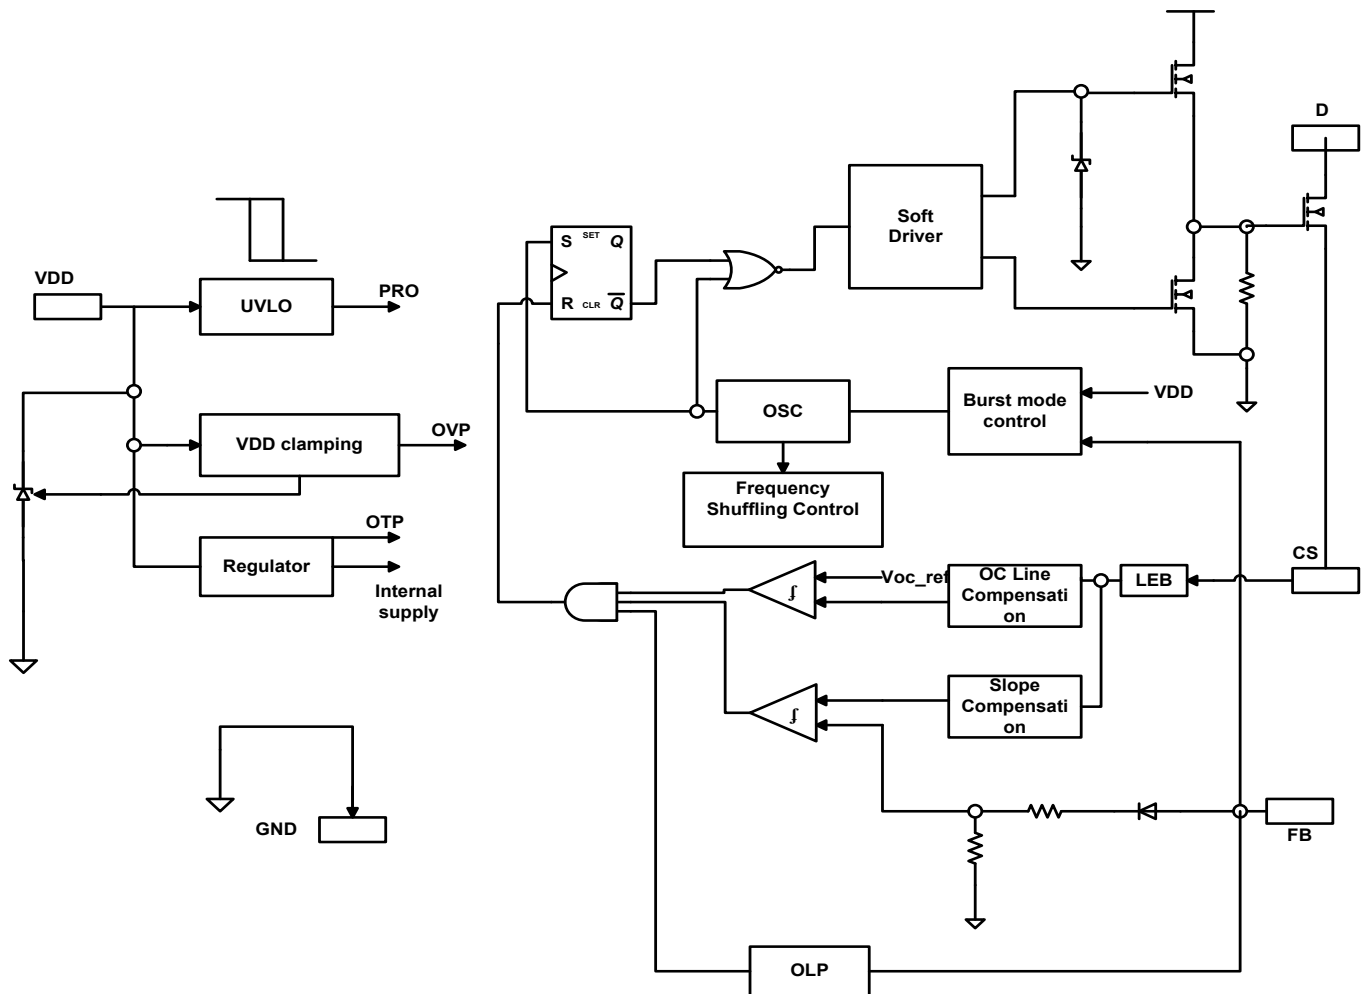 D
Soft
Driver
S SET Q
R CLR Q
VDD
UVLO
PRO
VDD clamping
OVP
OSC
Burst mode
control
VDD
Frequency
Shuffling Control
OTP
Regulator
Internal
supply
Voc_ref
OC Line
Compensati
on
LEB
CS
Slope
Compensati
on
GND
FB
OLP